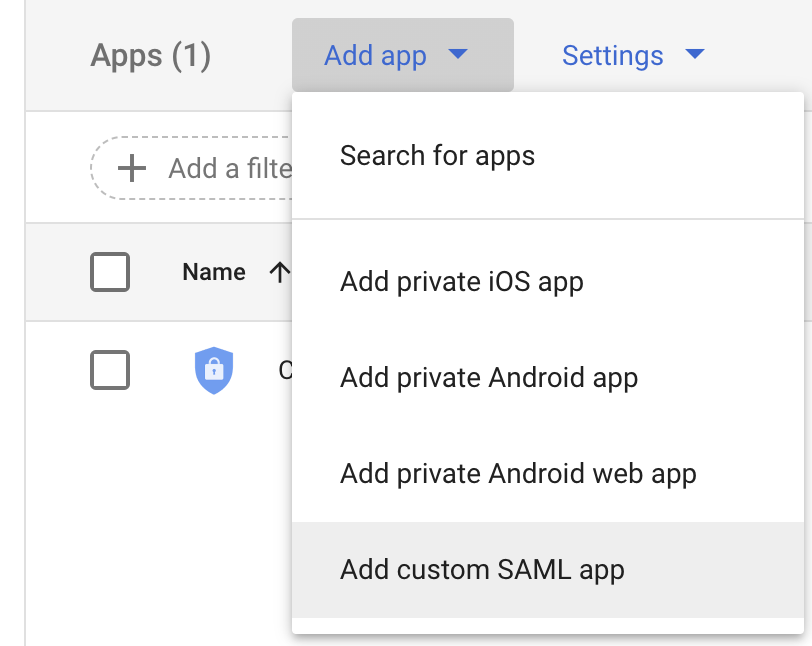 Apps (1)
Add app
Settings
Search for apps
Add a filte
Name
Add private iOS app
Add private Android app
C
Add private Android web app
Add custom SAML app